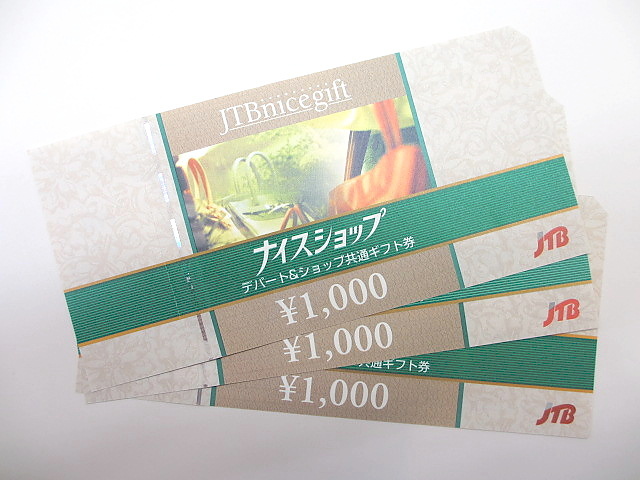 JTBnicegift
ナイスショップ
デパート&ショップ共通ギフト券
¥1,000
JTB
¥1,000
JTB
共通ギフト券
¥1,000
JTB